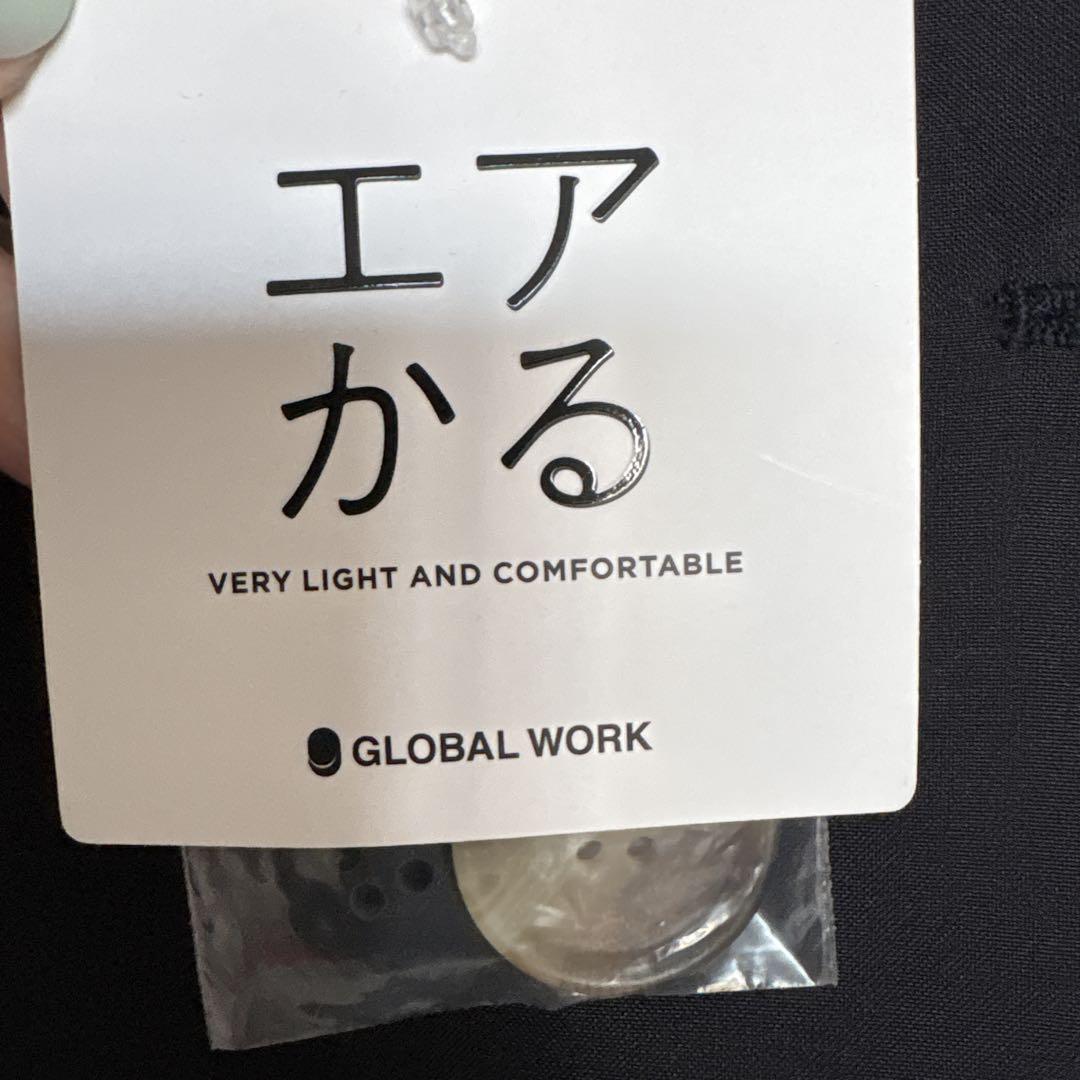 エア
かる
VERY LIGHT AND COMFORTABLE
GLOBAL WORK